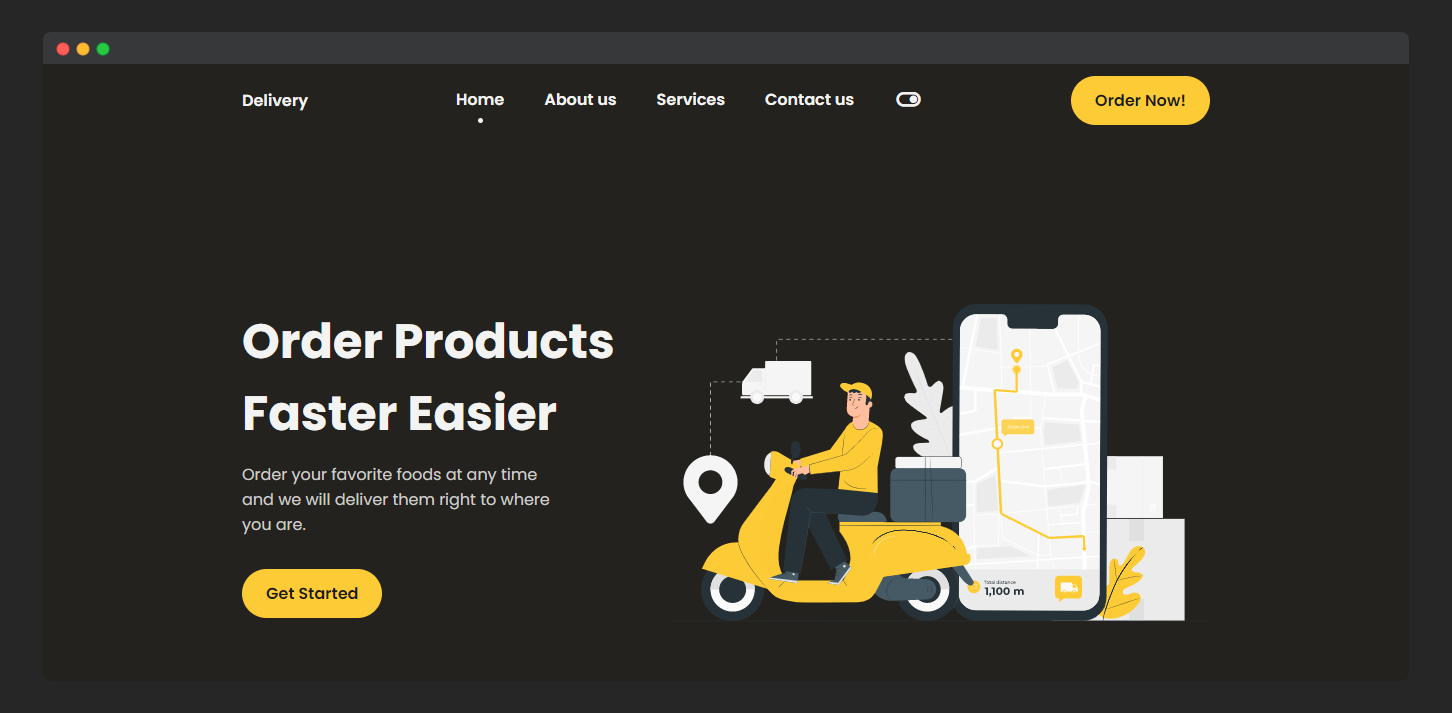 Delivery
Home
About us
Services
Contact us
Order Now!
Order Products
Faster Easier
Order your favorite foods at any time
and we will deliver them right to where
you are.
Get Started
Total distance
1,100 m